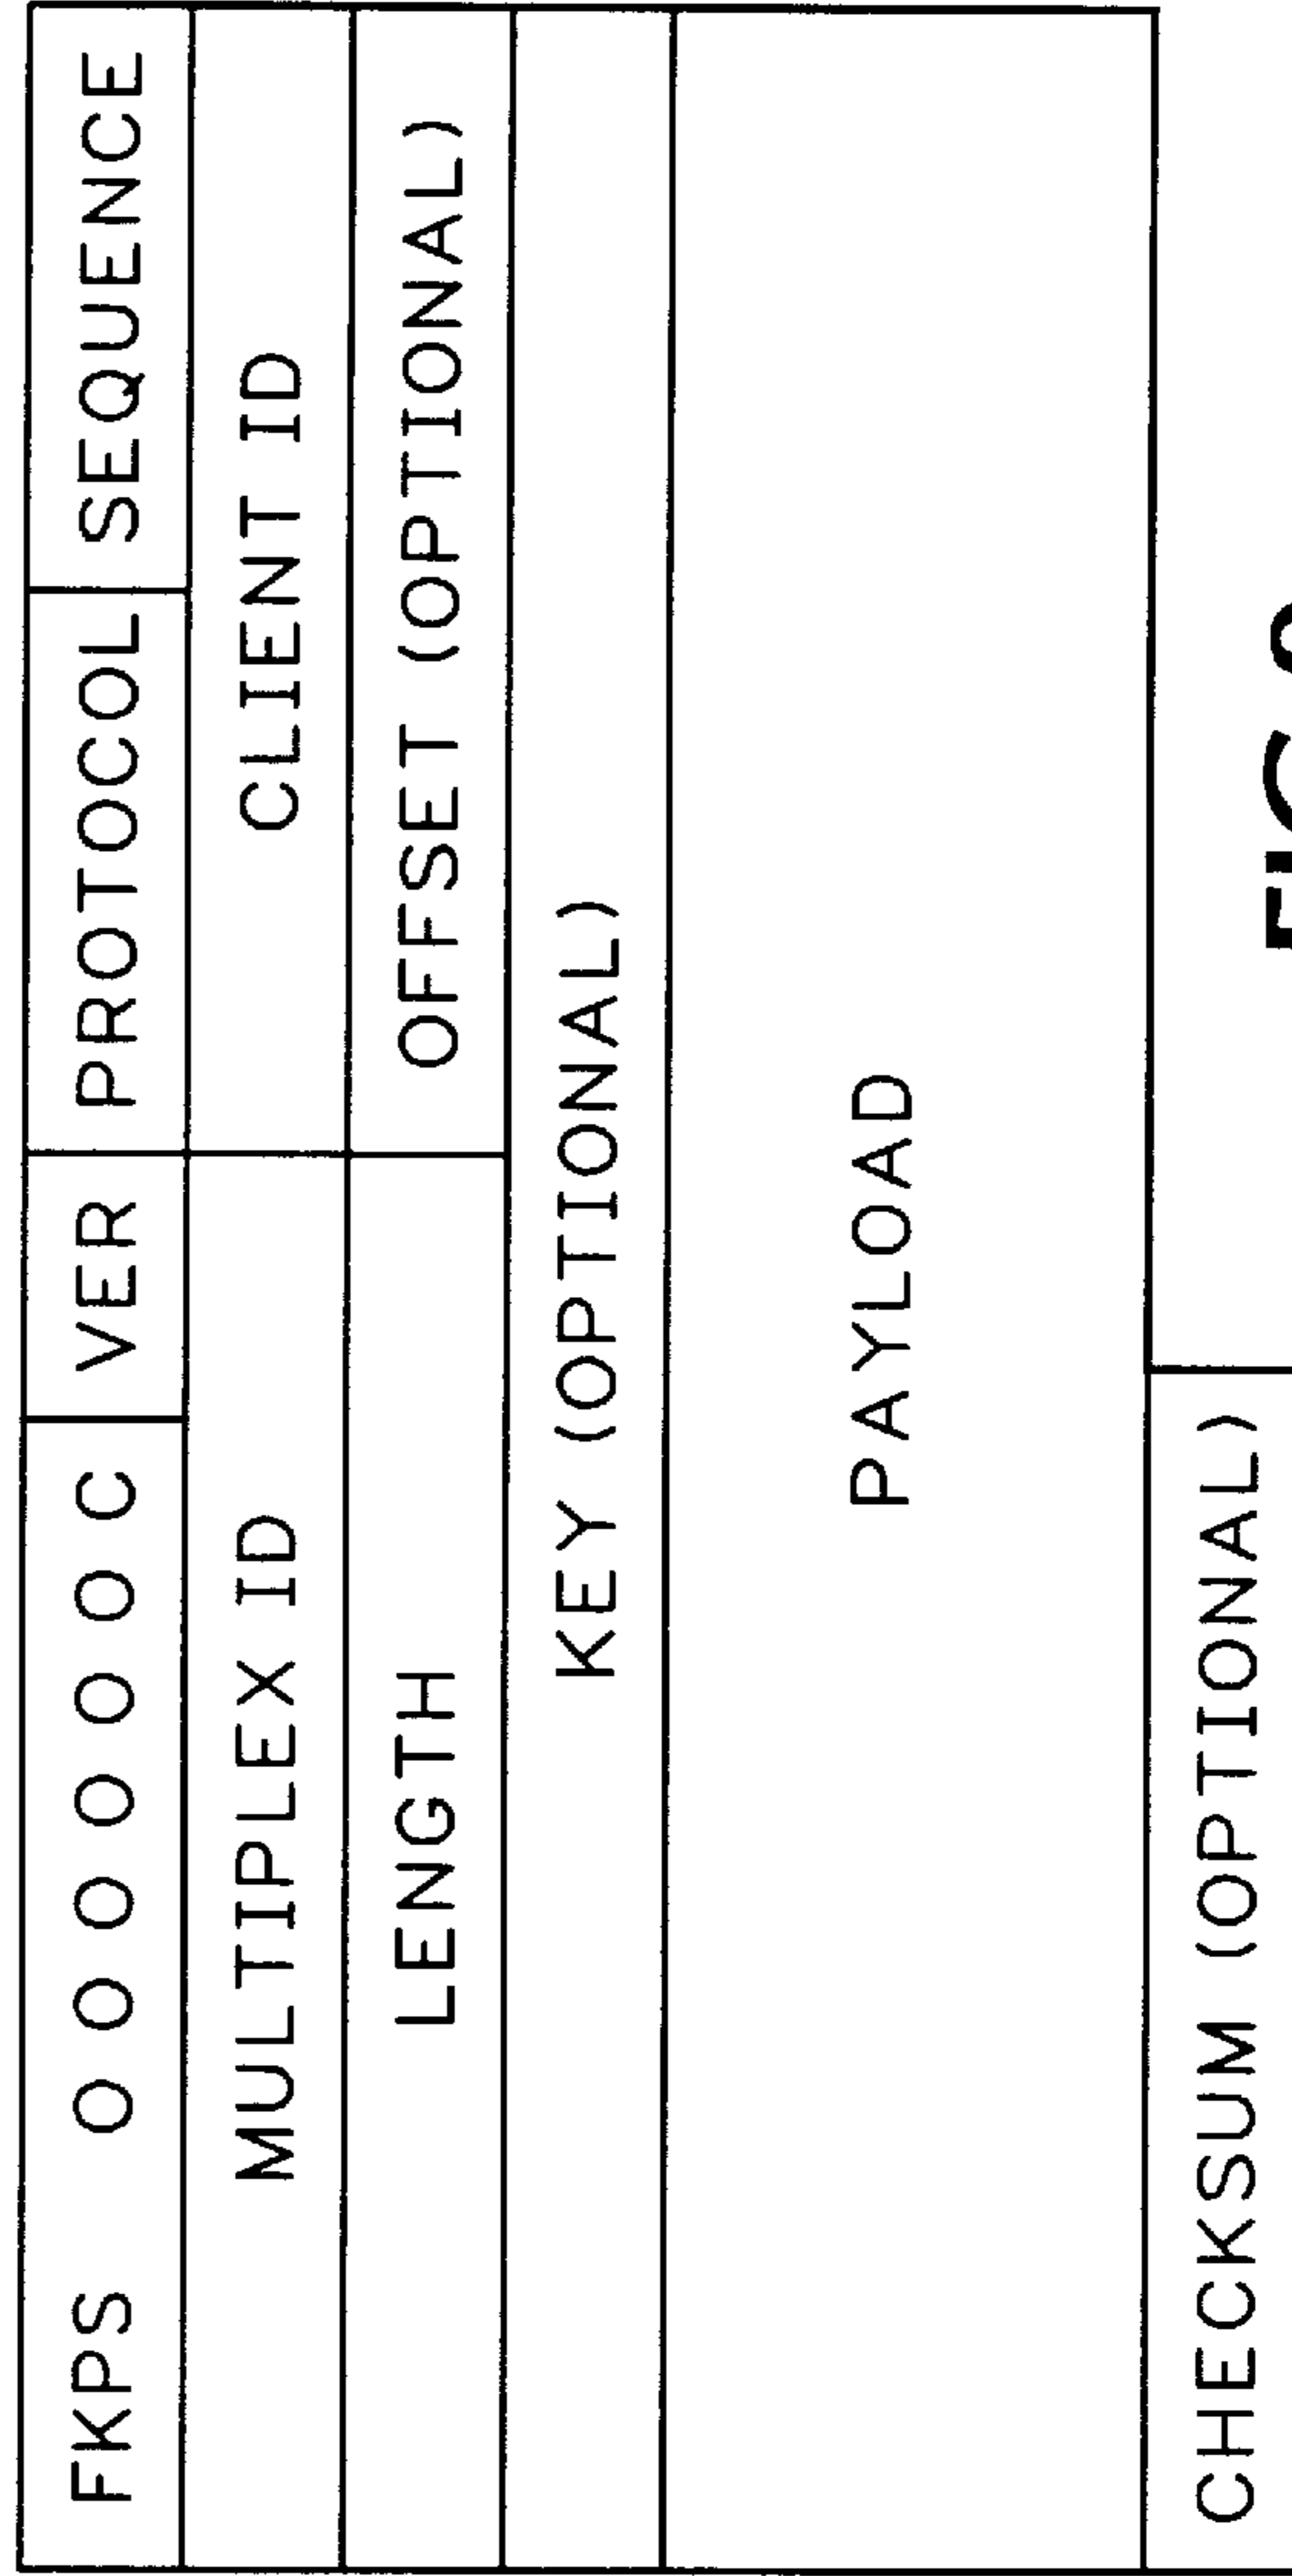 FKPS O O O O O O C VER PROTOCOL SEQUENCE
MULTIPLEX ID CLIENT ID
LENGTH OFFSET (OPTIONAL)
KEY (OPTIONAL)
PAYLOAD
CHECKSUM (OPTIONAL)